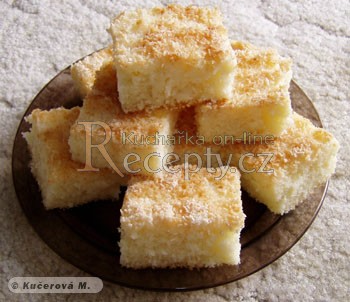 Kuchařka on-line
Recepty.cz
© Kučerová M.